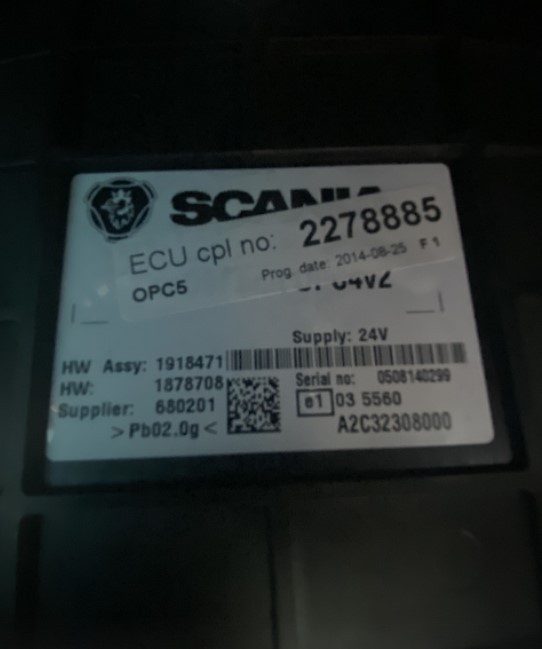 SCANIA
ECU cpl no: 2278885
OPC5 Prog. date: 2014-08-25 F 1
Supply: 24V
HW Assy: 1918471
HW: 1878708 Serial no: 0508140299
Supplier: 680201 e1 03 5560
>Pb02.0g< A2C32308000